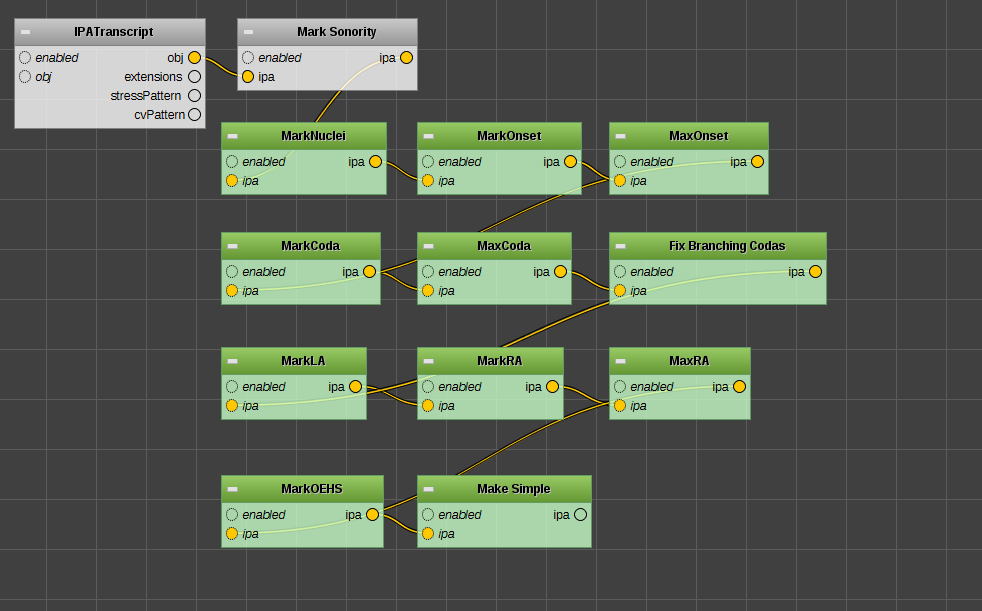 IPATranscript
enabled obj
obj extensions
stressPattern
cvPattern
Mark Sonority
enabled ipa
ipa
MarkNuclei
enabled ipa
ipa
MarkOnset
enabled ipa
ipa
MaxOnset
enabled ipa
ipa
MarkCoda
enabled ipa
ipa
MaxCoda
enabled ipa
ipa
Fix Branching Codas
enabled ipa
ipa
MarkLA
enabled ipa
ipa
MarkRA
enabled ipa
ipa
MaxRA
enabled ipa
ipa
MarkOEHS
enabled ipa
ipa
Make Simple
enabled ipa
ipa